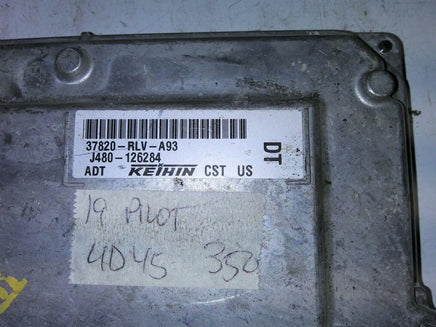 37820-RLV-A93
J480-126284
ADT KEIHIN CST US
DT
19 PILOT
4D45 350